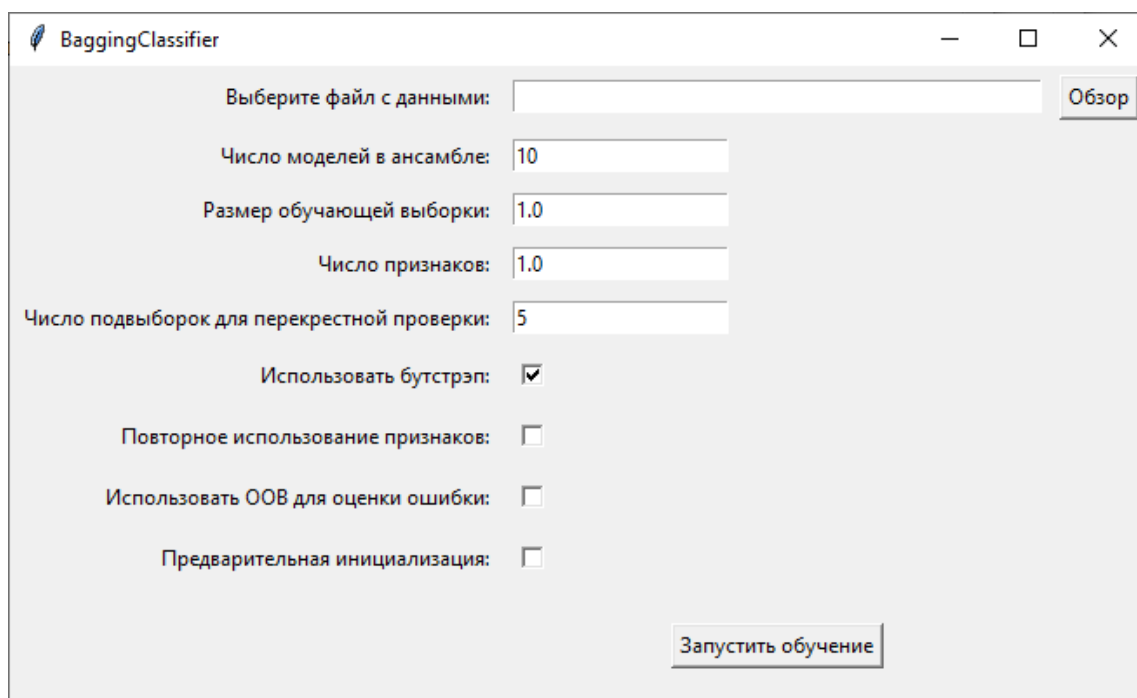 BaggingClassifier
Выберите файл с данными: Обзор
Число моделей в ансамбле: 10
Размер обучающей выборки: 1.0
Число признаков: 1.0
Число подвыборок для перекрестной проверки: 5
Использовать бутстрэп:
Повторное использование признаков:
Использовать OOB для оценки ошибки:
Предварительная инициализация:
Запустить обучение